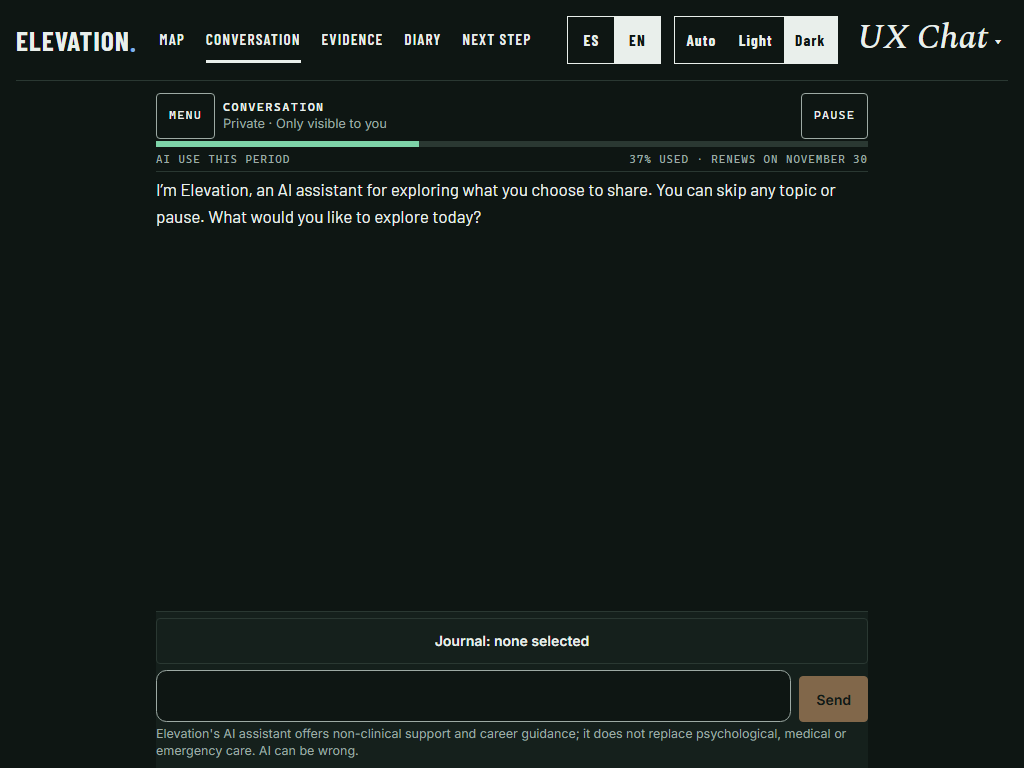 ELEVATION. MAP CONVERSATION EVIDENCE DIARY NEXT STEP ES EN Auto Light Dark UX Chat
MENU CONVERSATION PAUSE
Private · Only visible to you
AI USE THIS PERIOD 37% USED · RENEWS ON NOVEMBER 30
I’m Elevation, an AI assistant for exploring what you choose to share. You can skip any topic or
pause. What would you like to explore today?
Journal: none selected
Send
Elevation's AI assistant offers non-clinical support and career guidance; it does not replace psychological, medical or
emergency care. AI can be wrong.